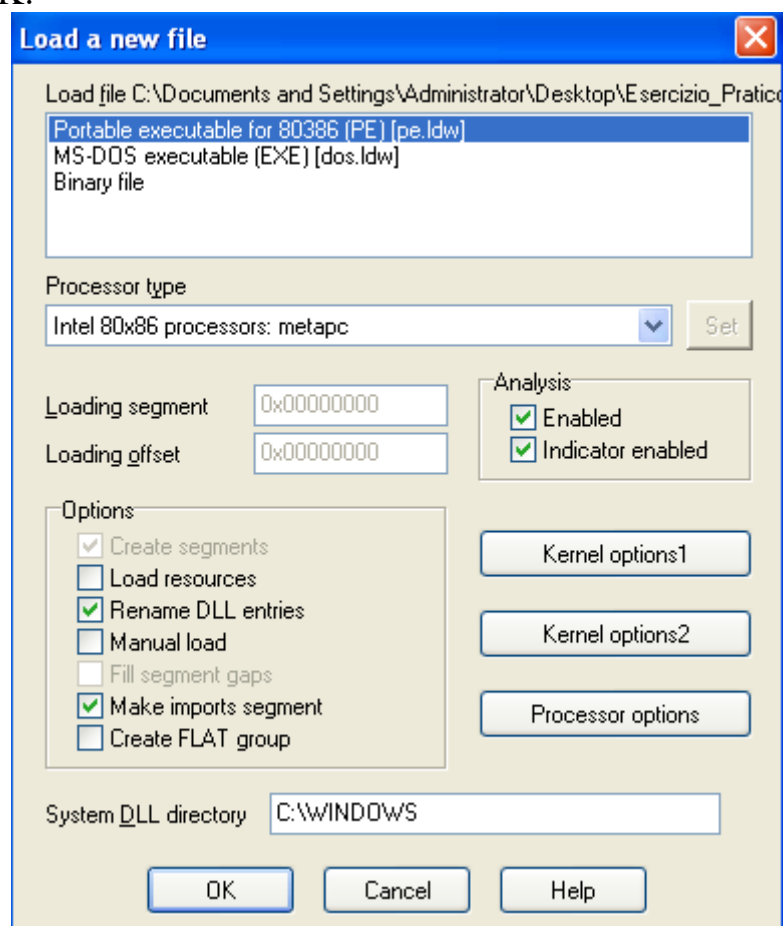 Load a new file
Load file C:\Documents and Settings\Administrator\Desktop\Esercizio_Pratico
Portable executable for 80386 (PE) [pe.ldw]
MS-DOS executable (EXE) [dos.ldw]
Binary file
Processor type
Intel 80x86 processors: metapc
Set
Loading segment
0x00000000
Loading offset
0x00000000
Analysis
Enabled
Indicator enabled
Options
Create segments
Load resources
Rename DLL entries
Manual load
Fill segment gaps
Make imports segment
Create FLAT group
Kernel options1
Kernel options2
Processor options
System DLL directory
C:\WINDOWS
OK
Cancel
Help